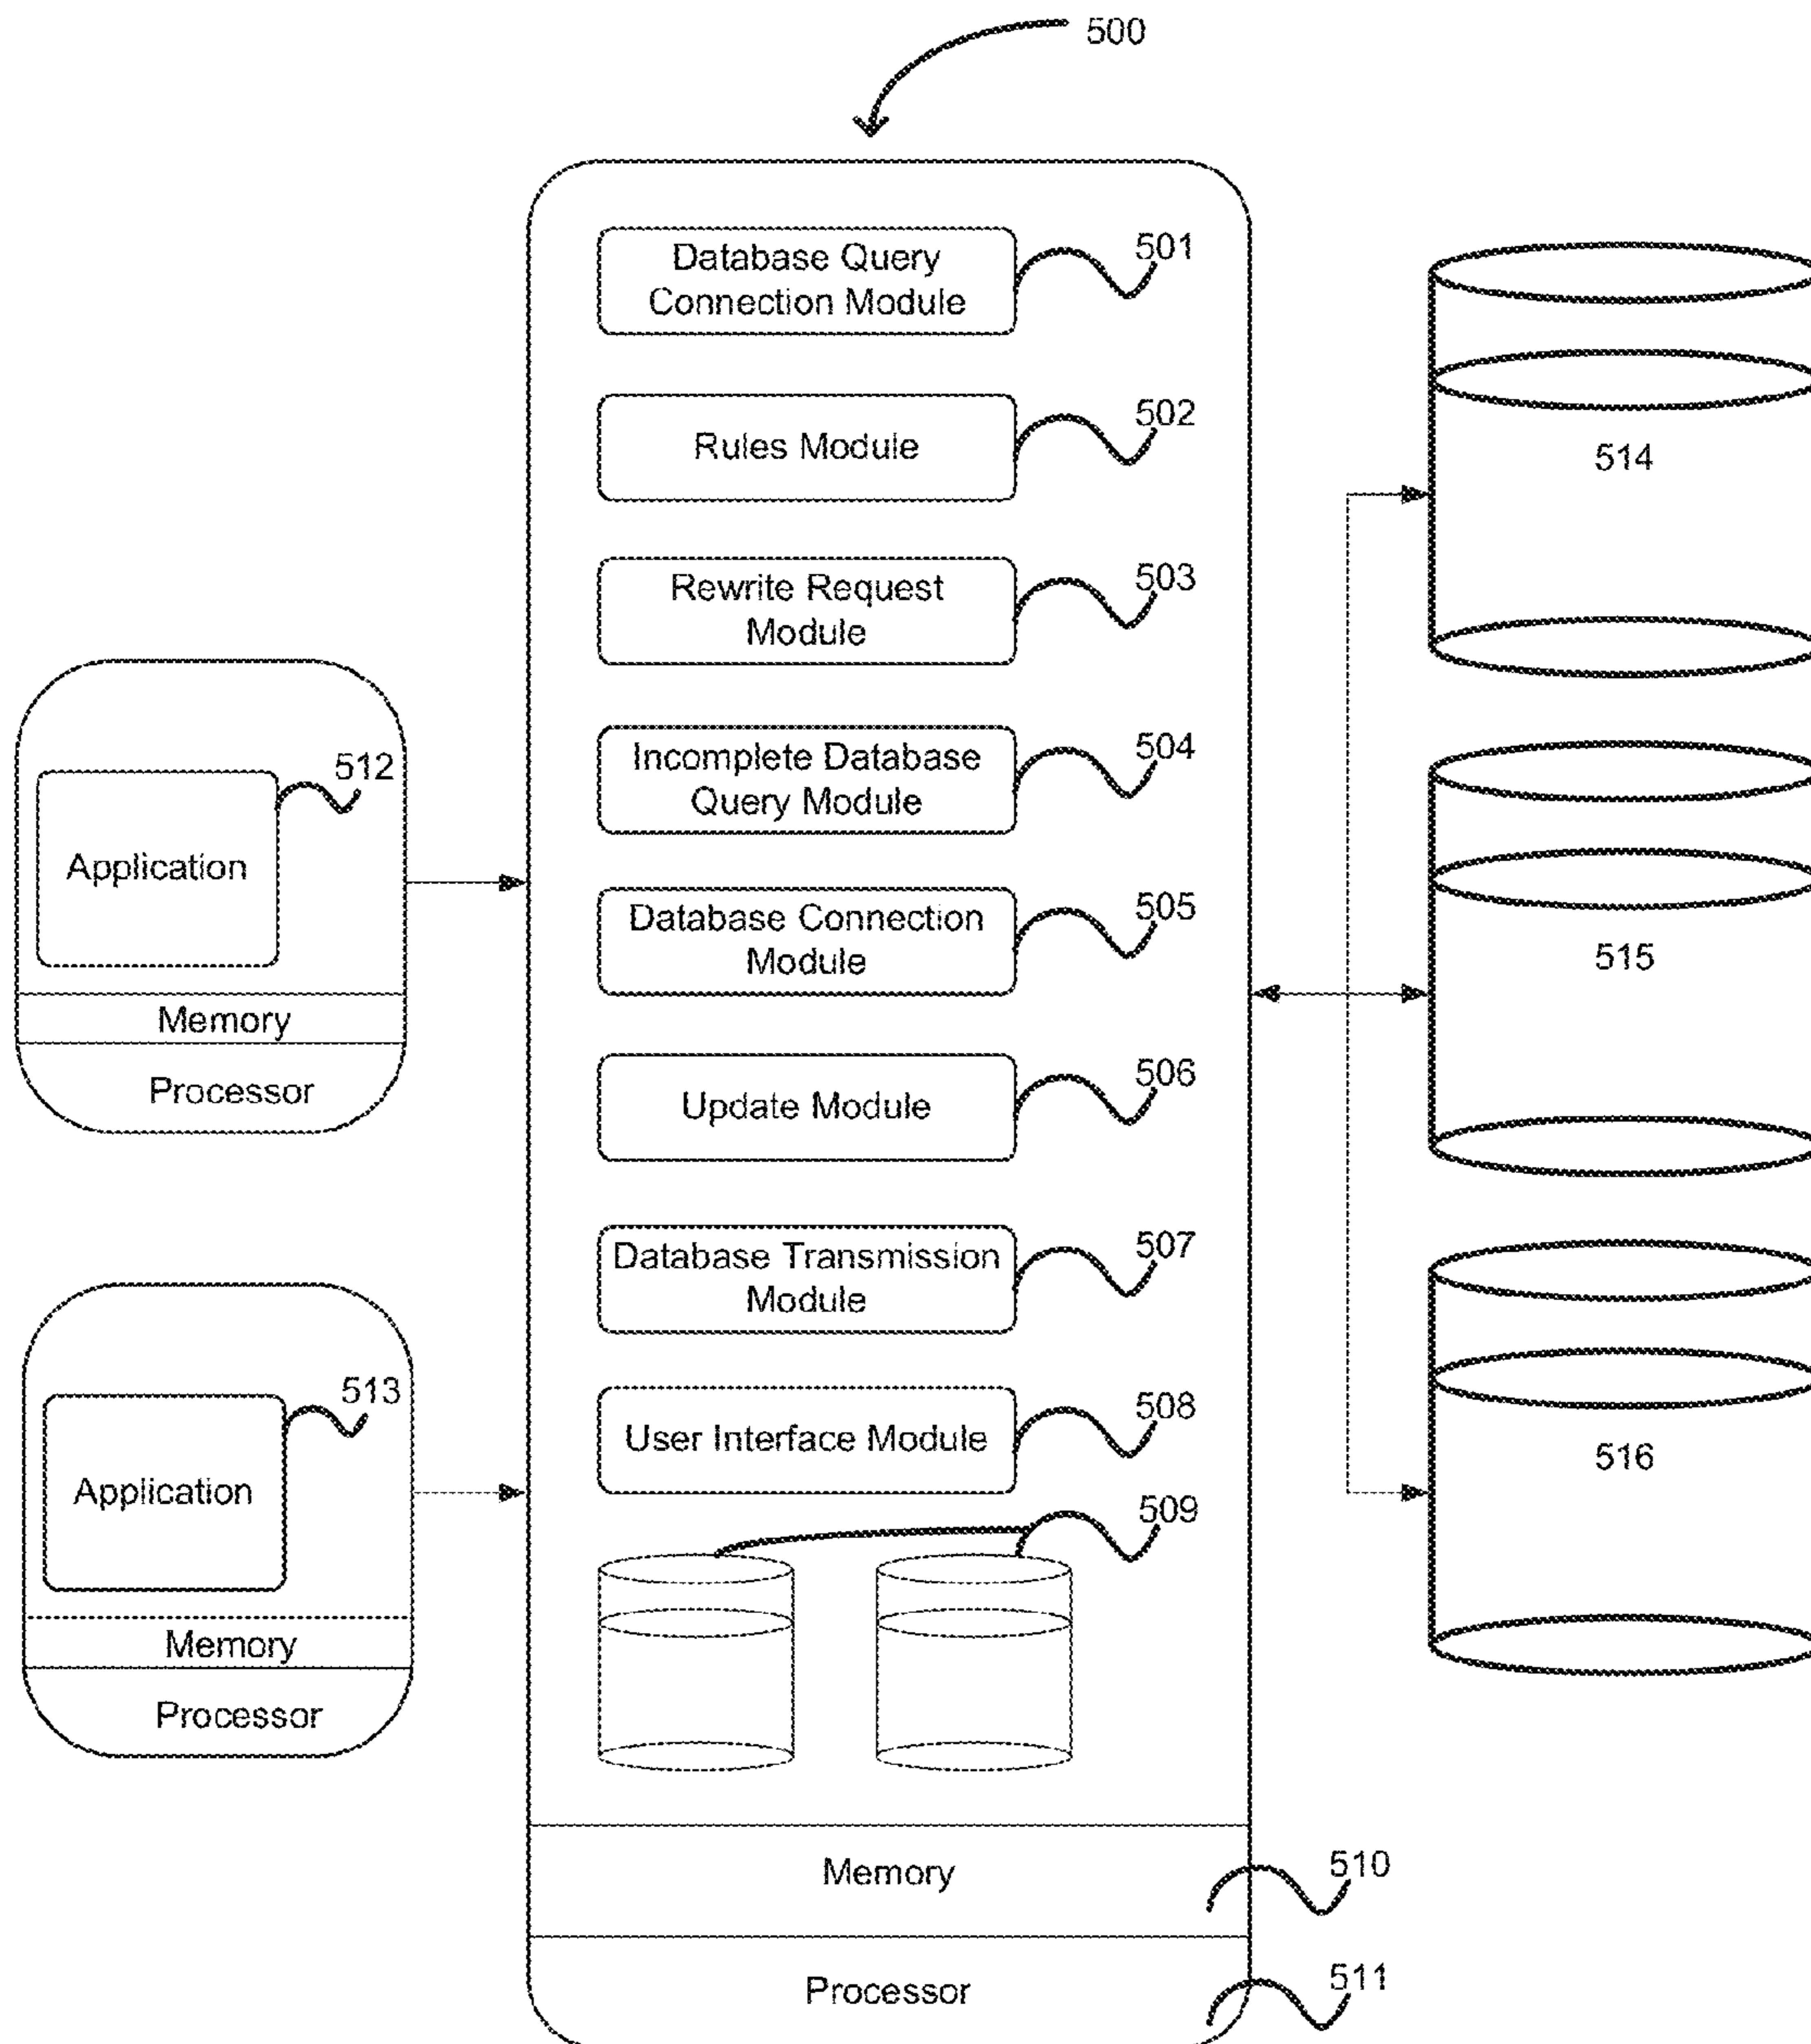 500
Database Query
Connection Module
501
Rules Module
502
Rewrite Request
Module
503
Incomplete Database
Query Module
504
Database Connection
Module
505
Update Module
506
Database Transmission
Module
507
User Interface Module
508
509
Memory
510
Processor
511
512
Application
Memory
Processor
513
Application
Memory
Processor
514
515
516